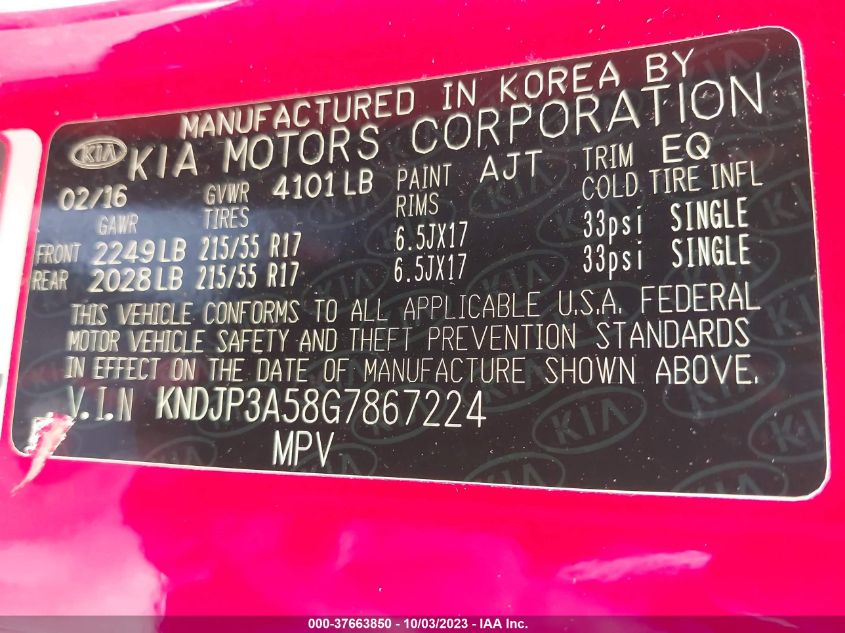 MANUFACTURED IN KOREA BY
KIA KIA MOTORS CORPORATION
02/16 GVWR 4101 LB PAINT AJT TRIM EQ
GAWR TIRES RIMS COLD TIRE INFL
FRONT 2249 LB 215/55 R17 6.5JX17 33psi SINGLE
REAR 2028 LB 215/55 R17 6.5JX17 33psi SINGLE
THIS VEHICLE CONFORMS TO ALL APPLICABLE U.S.A. FEDERAL
MOTOR VEHICLE SAFETY AND THEFT PREVENTION STANDARDS
IN EFFECT ON THE DATE OF MANUFACTURE SHOWN ABOVE.
V.I.N KNDJP3A58G7867224
MPV
000-37663850 - 10/03/2023 - IAA Inc.